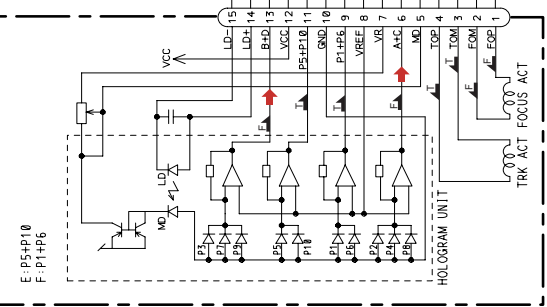 15 14 13 12 11 10 9 8 7 6 5 4 3 2 1
LD-
LD+
B+D
VCC
P5+P10
GND
P1+P6
VREF
VR
A+C
MD
TOP
TOM
FOM
FOP
VCC
T
F
T
T
F
T
T
F
F
FOCUS ACT
TRK ACT
LD
MD
P3
P7
P9
P5
P10
P1
P6
P2
P4
P8
HOLOGRAM UNIT
E: P5+P10
F: P1+P6